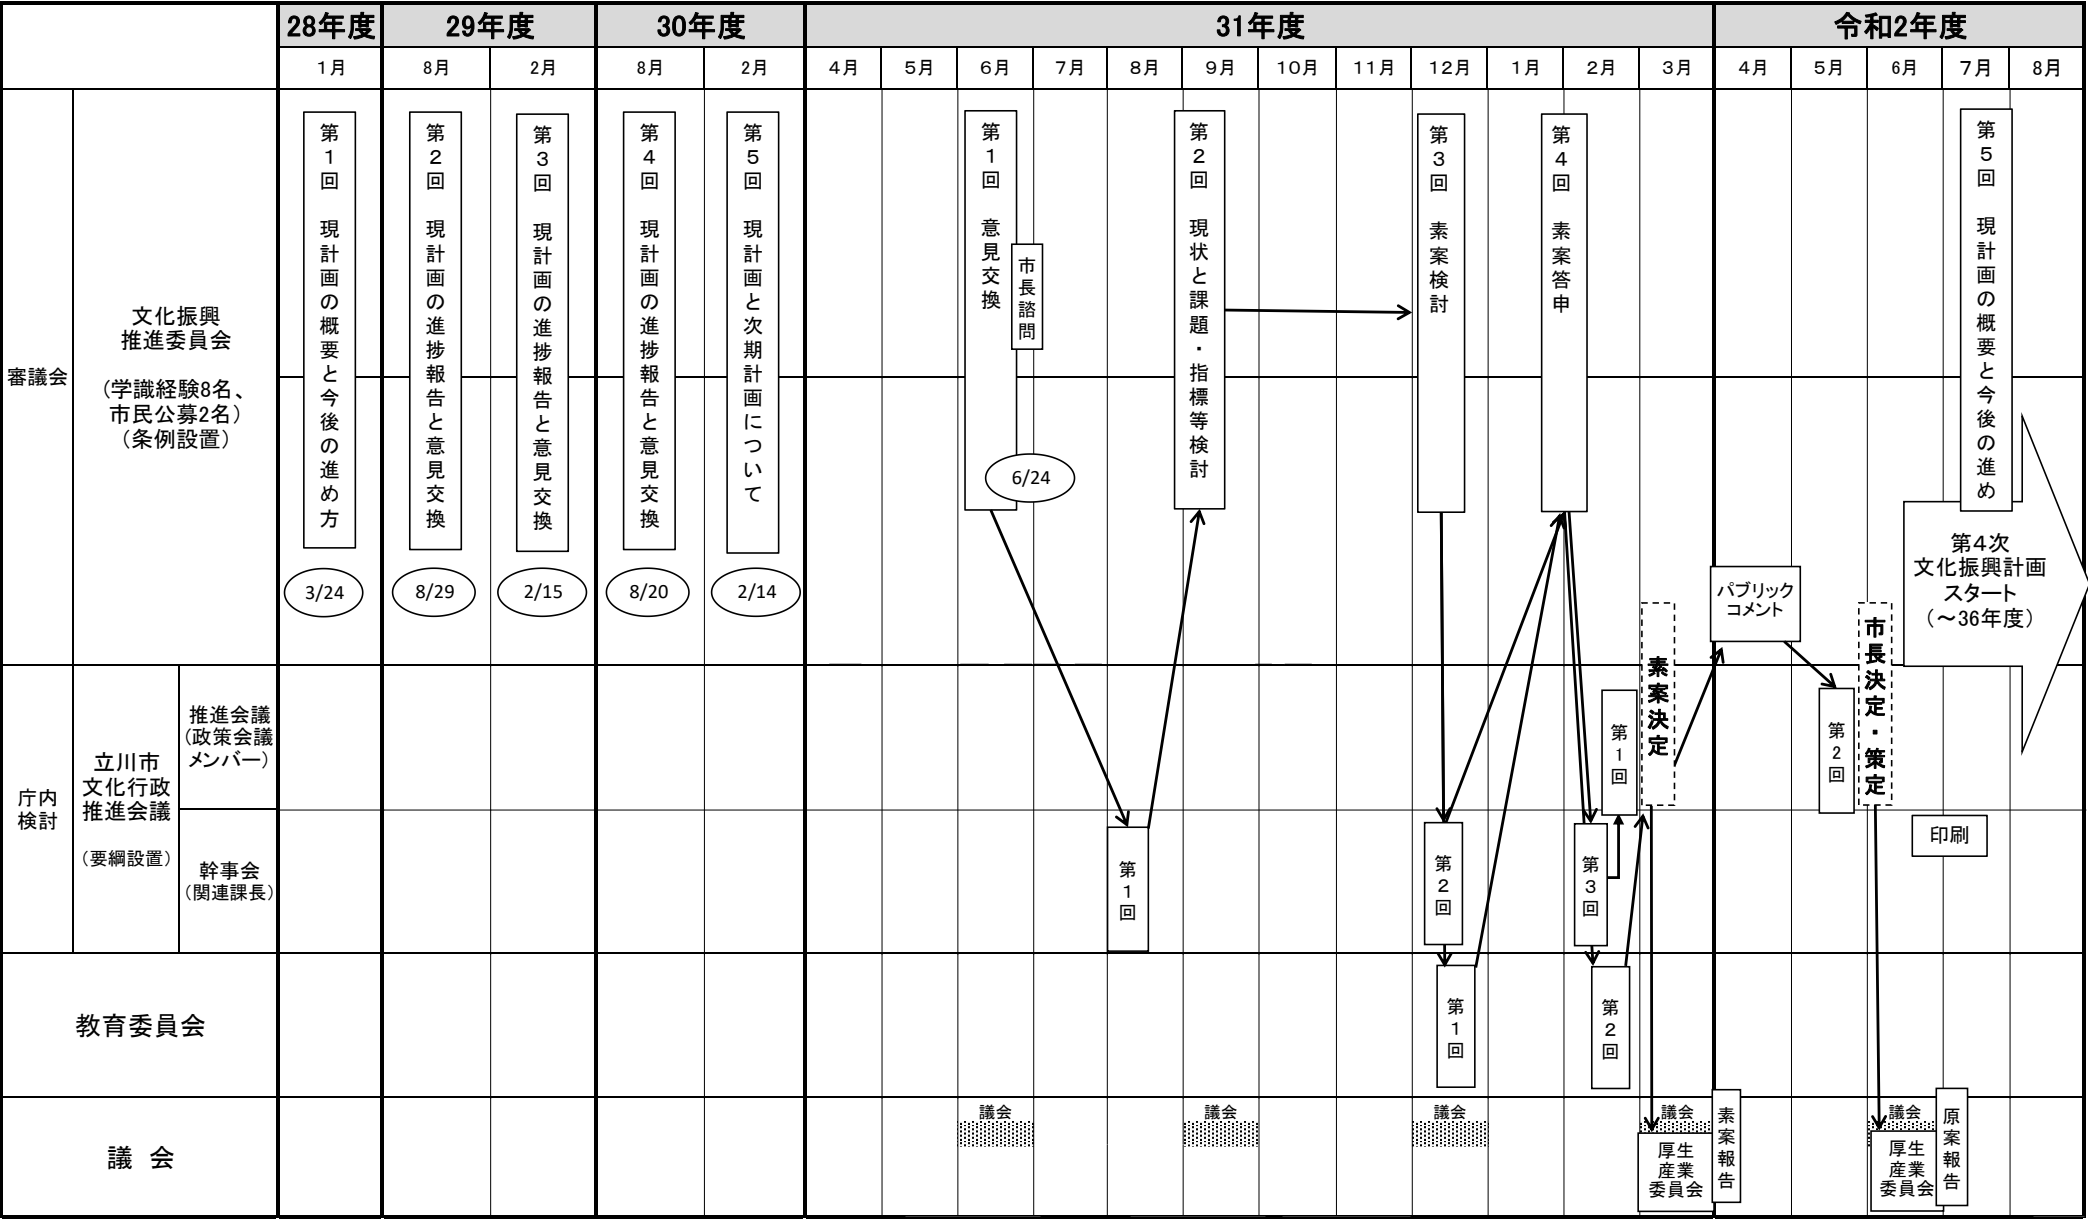 28年度 29年度 30年度 31年度 令和2年度
1月 8月 2月 8月 2月 4月 5月 6月 7月 8月 9月 10月 11月 12月 1月 2月 3月 4月 5月 6月 7月 8月
審議会
文化振興
推進委員会
（学識経験8名、
市民公募2名）
（条例設置）
第1回 現計画の概要と今後の進め方
3/24
第2回 現計画の進捗報告と意見交換
8/29
第3回 現計画の進捗報告と意見交換
2/15
第4回 現計画の進捗報告と意見交換
8/20
第5回 現計画と次期計画について
2/14
第1回 意見交換
市長諮問
6/24
第2回 現状と課題・指標等検討
第3回 素案検討
第4回 素案答申
第5回 現計画の概要と今後の進め
第4次
文化振興計画
スタート
（～36年度）
パブリック
コメント
庁内
検討
立川市
文化行政
推進会議
（要綱設置）
推進会議
（政策会議
メンバー）
第1回
素案決定
第2回
市長決定・策定
幹事会
（関連課長）
第1回
第2回
第3回
印刷
教育委員会
第1回
第2回
議 会
議会
議会
議会
議会
厚生
産業
委員会
素案報告
議会
厚生
産業
委員会
原案報告